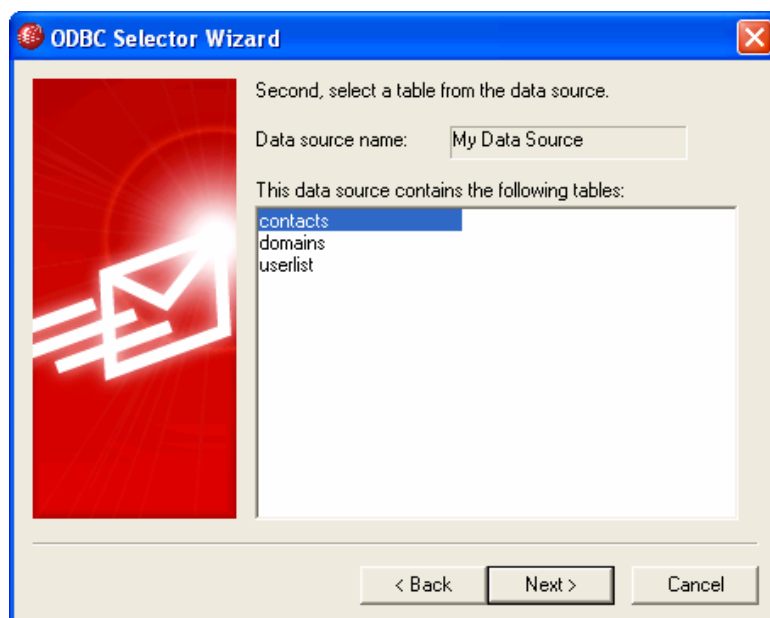 ODBC Selector Wizard
Second, select a table from the data source.
Data source name: My Data Source
This data source contains the following tables:
contacts
domains
userlist
< Back Next > Cancel